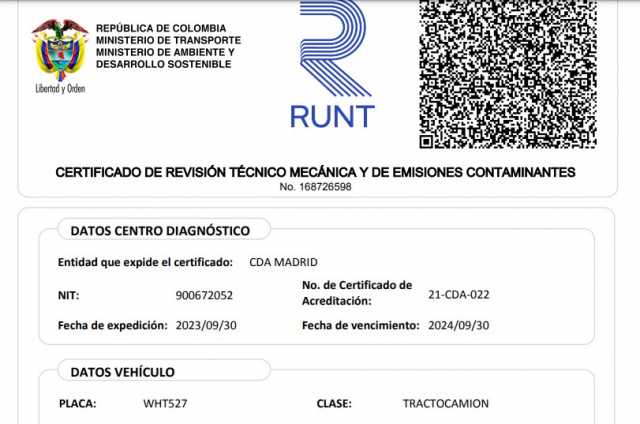 REPÚBLICA DE COLOMBIA
MINISTERIO DE TRANSPORTE
MINISTERIO DE AMBIENTE Y
DESARROLLO SOSTENIBLE
Libertad y Orden
RUNT
CERTIFICADO DE REVISIÓN TÉCNICO MECÁNICA Y DE EMISIONES CONTAMINANTES
No. 168726598
DATOS CENTRO DIAGNÓSTICO
Entidad que expide el certificado: CDA MADRID
NIT: 900672052 No. de Certificado de Acreditación: 21-CDA-022
Fecha de expedición: 2023/09/30 Fecha de vencimiento: 2024/09/30
DATOS VEHÍCULO
PLACA: WHT527 CLASE: TRACTOCAMION